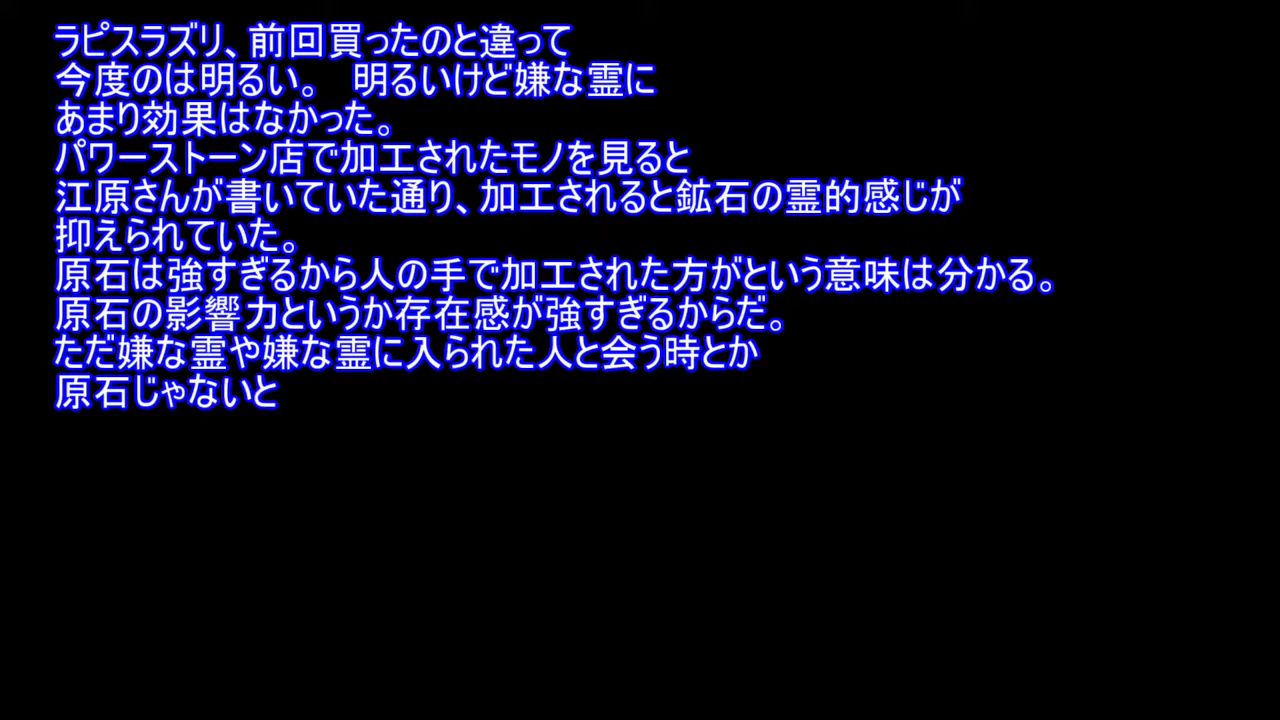 ラピスラズリ、前回買ったのと違って
今度のは明るい。　明るいけど嫌な霊に
あまり効果はなかった。
パワーストーン店で加工されたモノを見ると
江原さんが書いていた通り、加工されると鉱石の霊的感じが
抑えられていた。
原石は強すぎるから人の手で加工された方がという意味は分かる。
原石の影響力というか存在感が強すぎるからだ。
ただ嫌な霊や嫌な霊に入られた人と会う時とか
原石じゃないと